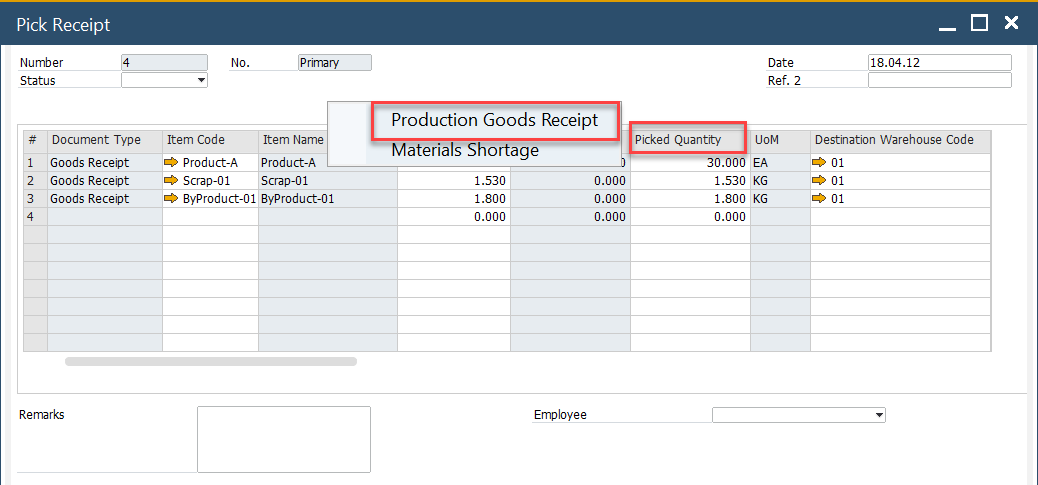 Pick Receipt
Number 4 No. Primary Date 18.04.12
Status Ref. 2
Production Goods Receipt
Materials Shortage
# Document Type Item Code Item Name Picked Quantity UoM Destination Warehouse Code
1 Goods Receipt Product-A Product-A 30.000 EA 01
2 Goods Receipt Scrap-01 Scrap-01 1.530 0.000 1.530 KG 01
3 Goods Receipt ByProduct-01 ByProduct-01 1.800 0.000 1.800 KG 01
4 0.000 0.000 0.000
Remarks Employee